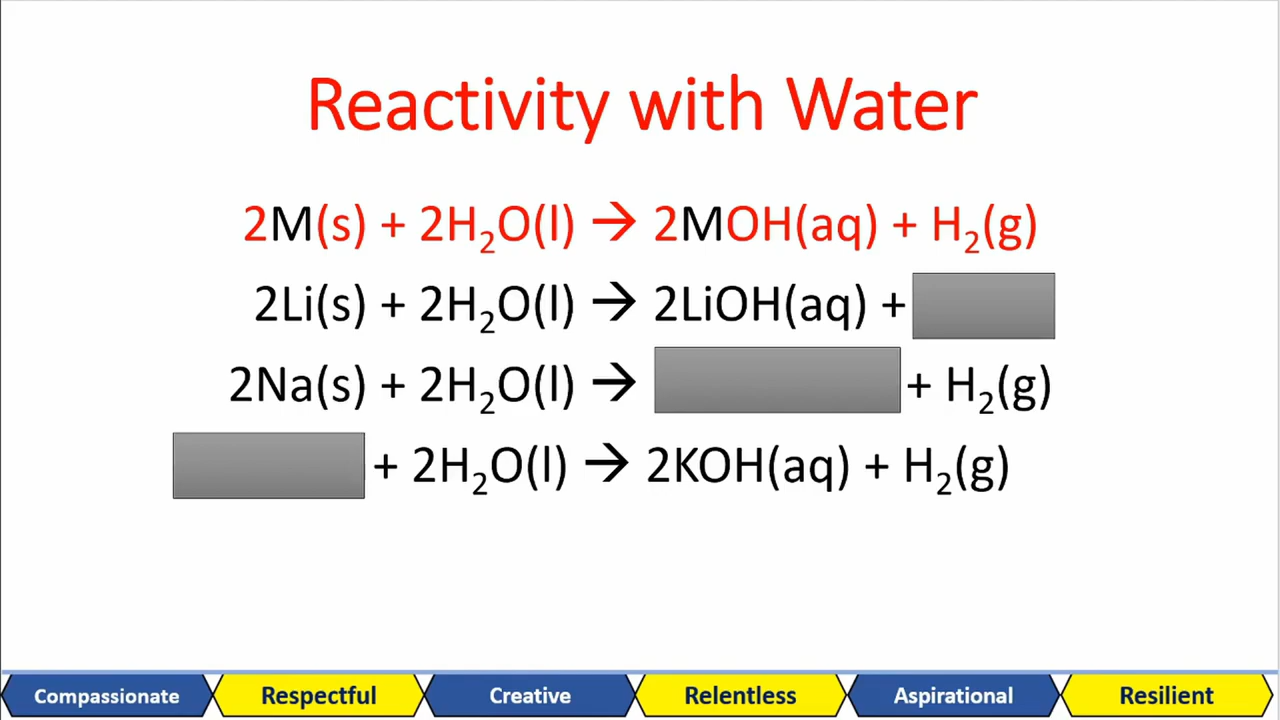 Reactivity with Water
2M(s) + 2H₂O(l) → 2MOH(aq) + H₂(g)
2Li(s) + 2H₂O(l) → 2LiOH(aq) +
2Na(s) + 2H₂O(l) → + H₂(g)
+ 2H₂O(l) → 2KOH(aq) + H₂(g)
Compassionate Respectful Creative Relentless Aspirational Resilient